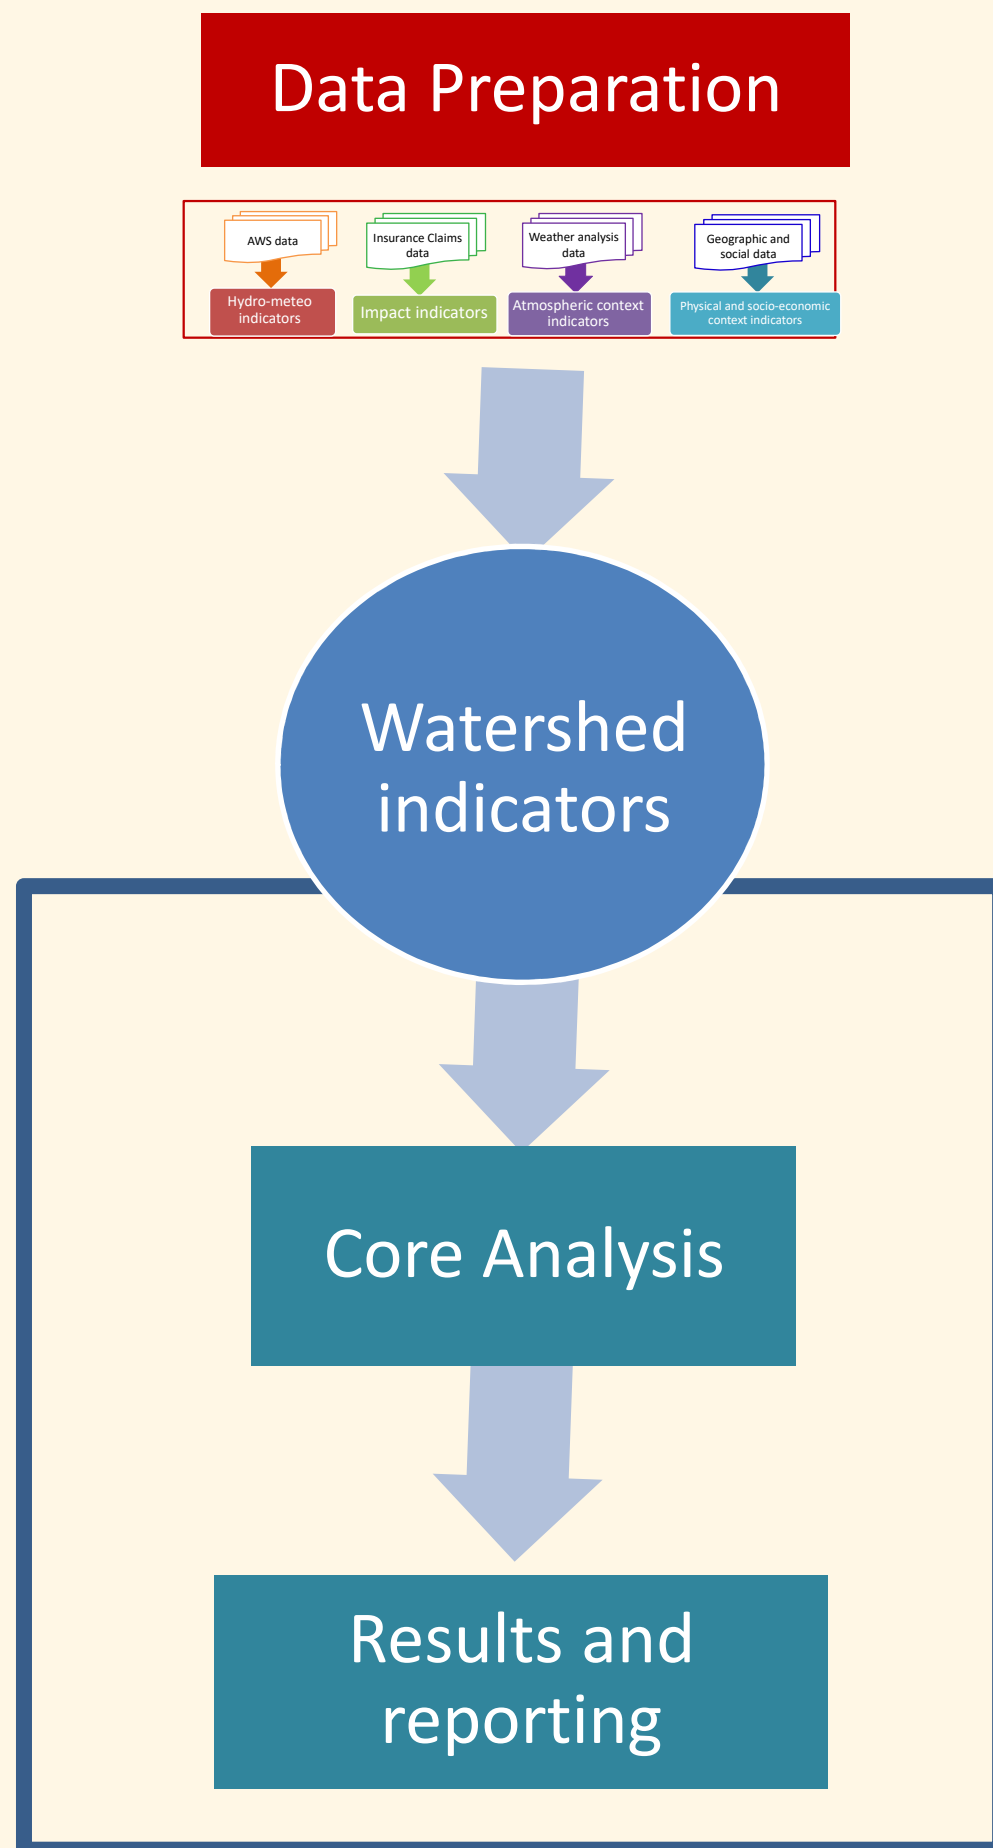 Data Preparation
AWS data
Insurance Claims
data
Weather analysis
data
Geographic and
social data
Hydro-meteo
indicators
Impact indicators
Atmospheric context
indicators
Physical and socio-economic
context indicators
Watershed
indicators
Core Analysis
Results and
reporting